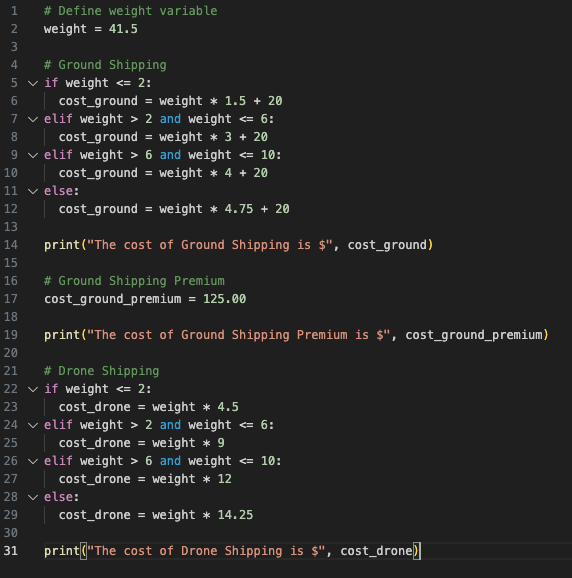 1 # Define weight variable
2 weight = 41.5
3
4 # Ground Shipping
5 if weight <= 2:
6   cost_ground = weight * 1.5 + 20
7 elif weight > 2 and weight <= 6:
8   cost_ground = weight * 3 + 20
9 elif weight > 6 and weight <= 10:
10   cost_ground = weight * 4 + 20
11 else:
12   cost_ground = weight * 4.75 + 20
13
14 print("The cost of Ground Shipping is $", cost_ground)
15
16 # Ground Shipping Premium
17 cost_ground_premium = 125.00
18
19 print("The cost of Ground Shipping Premium is $", cost_ground_premium)
20
21 # Drone Shipping
22 if weight <= 2:
23   cost_drone = weight * 4.5
24 elif weight > 2 and weight <= 6:
25   cost_drone = weight * 9
26 elif weight > 6 and weight <= 10:
27   cost_drone = weight * 12
28 else:
29   cost_drone = weight * 14.25
30
31 print("The cost of Drone Shipping is $", cost_drone)